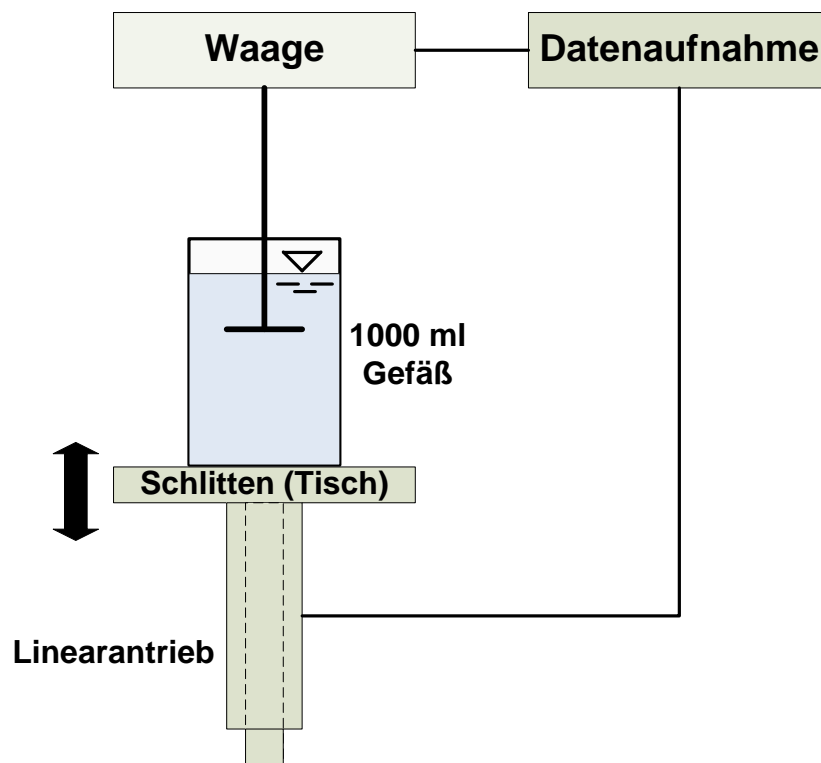 Waage
Datenaufnahme
1000 ml
Gefäß
Schlitten (Tisch)
Linearantrieb